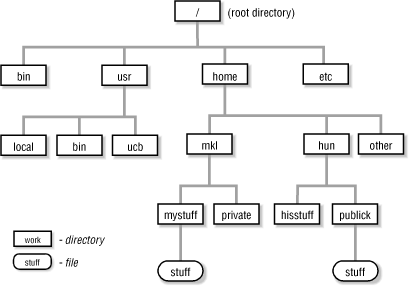 / (root directory)
bin usr home etc
local bin ucb mkl hun other
mystuff private hisstuff publick
work - directory
stuff - file stuff stuff